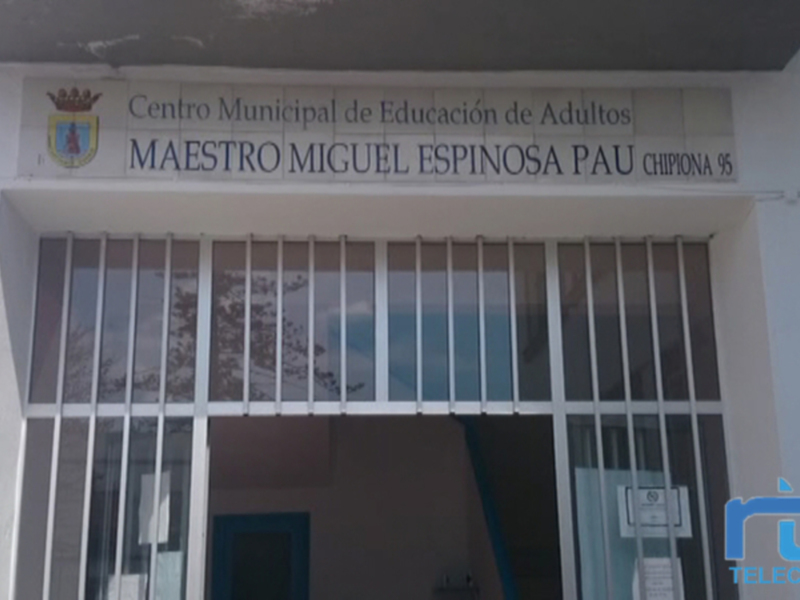 Centro Municipal de Educación de Adultos
MAESTRO MIGUEL ESPINOSA PAU CHIPIONA 95